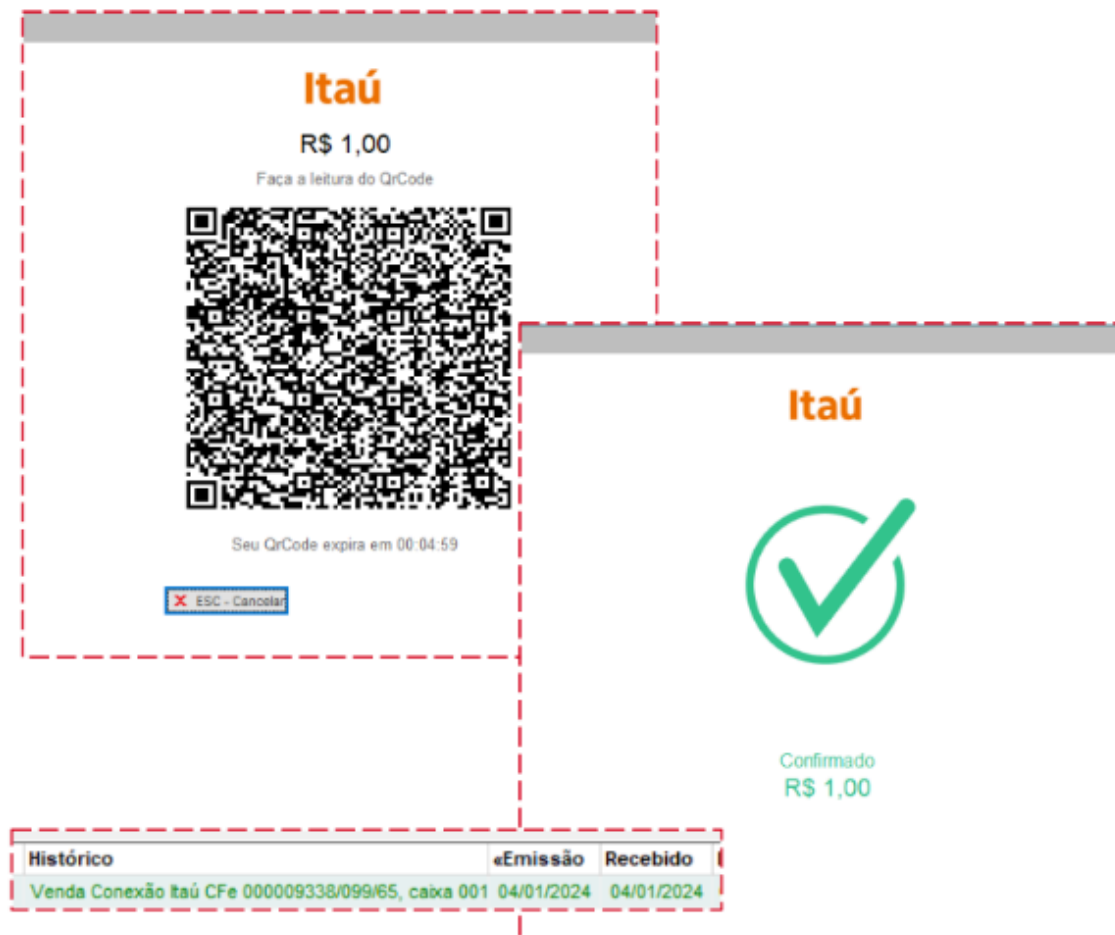 Itaú
R$ 1,00
Faça a leitura do QrCode
Seu QrCode expira em 00:04:59
ESC - Cancelar
Itaú
Confirmado
R$ 1,00
Histórico «Emissão Recebido
Venda Conexão Itaú CFe 000009338/099/65, caixa 001 04/01/2024 04/01/2024